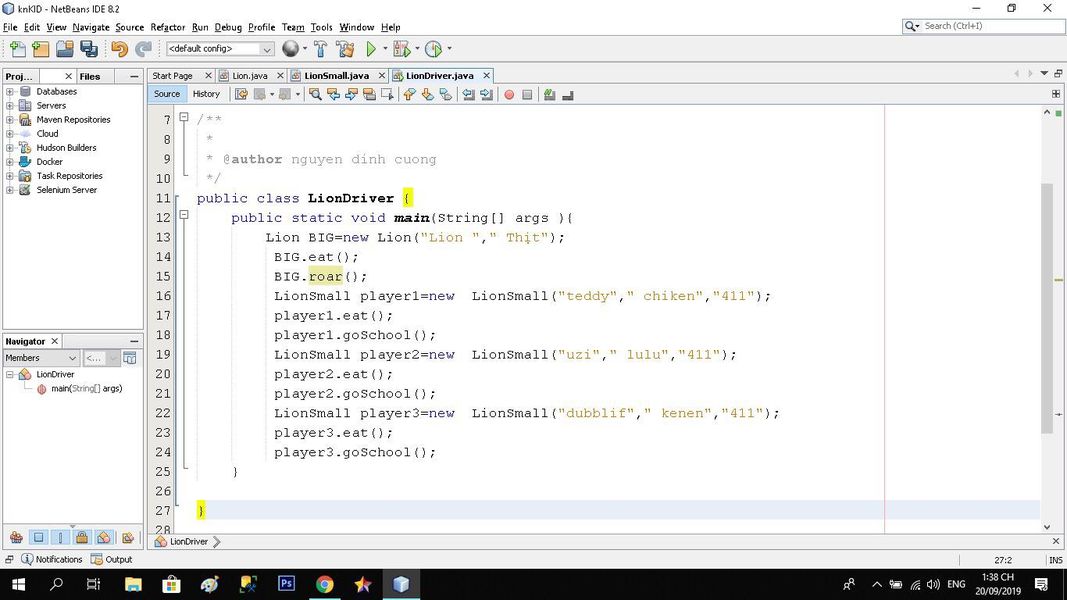 knKID - NetBeans IDE 8.2
File Edit View Navigate Source Refactor Run Debug Profile Team Tools Window Help
Search (Ctrl+I)
<default config>
Proj... Files
Start Page Lion.java LionSmall.java LionDriver.java
Source History
Databases
Servers
Maven Repositories
Cloud
Hudson Builders
Docker
Task Repositories
Selenium Server
7 /**
8 *
9 * @author nguyen dinh cuong
10 */
11 public class LionDriver {
12 public static void main(String[] args ){
13 Lion BIG=new Lion("Lion "," Thịt");
14 BIG.eat();
15 BIG.roar();
16 LionSmall player1=new  LionSmall("teddy"," chiken","411");
17 player1.eat();
18 player1.goSchool();
19 LionSmall player2=new  LionSmall("uzi"," lulu","411");
20 player2.eat();
21 player2.goSchool();
22 LionSmall player3=new  LionSmall("dubblif"," kenen","411");
23 player3.eat();
24 player3.goSchool();
25 }
26
27 }
28
Navigator
Members <...
LionDriver
main(String[] args)
LionDriver
Notifications Output
27:2 INS
Ps
ENG
1:38 CH
20/09/2019